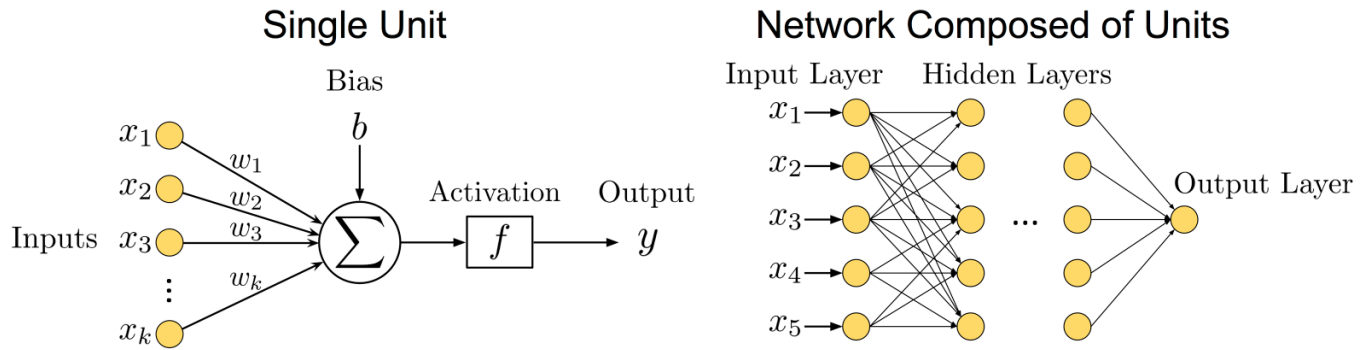 Single Unit
Bias
b
x₁
x₂
Inputs x₃
⋮
xₖ
w₁
w₂
w₃
wₖ
∑
Activation
f
Output
y
Network Composed of Units
Input Layer
Hidden Layers
x₁
x₂
x₃
x₄
x₅
...
Output Layer